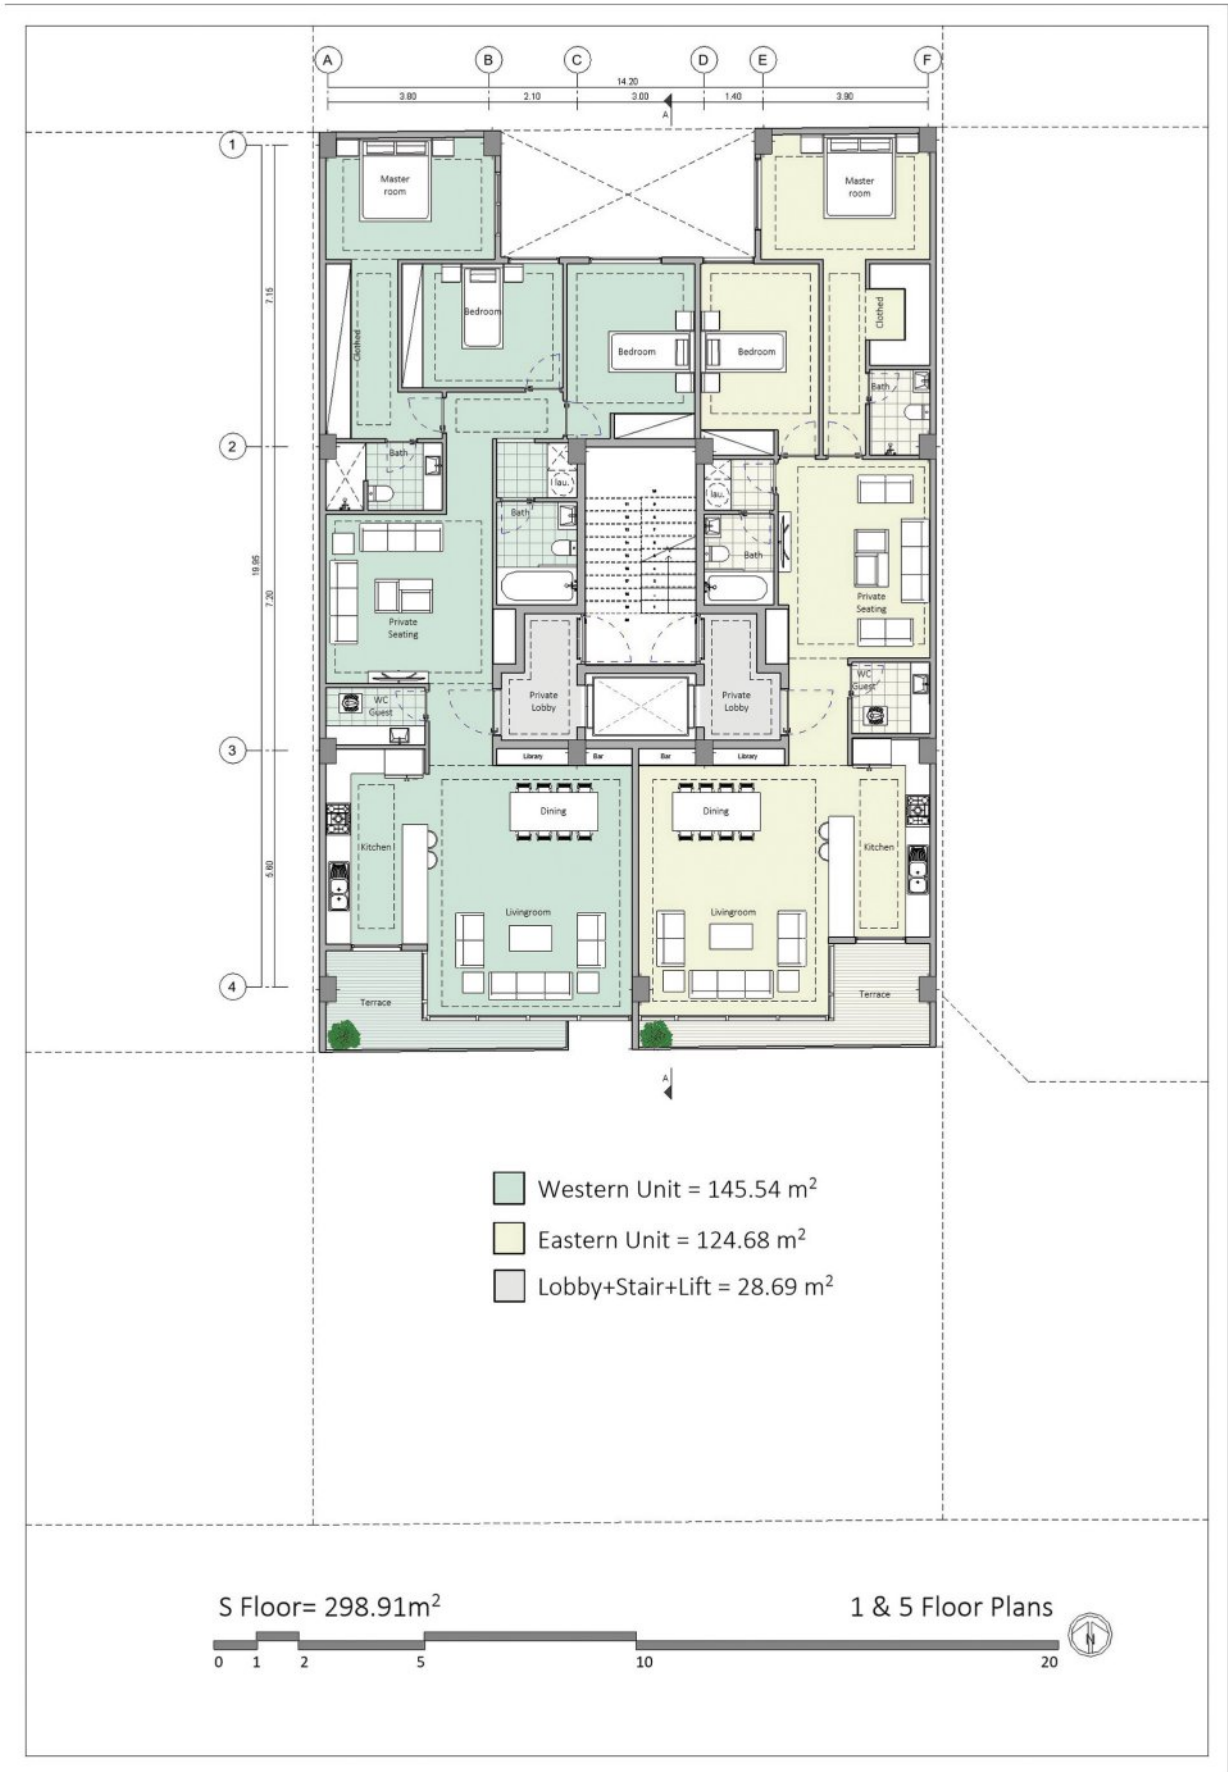 A B C D E F
14.20
3.80 2.10 3.00 1.40 3.90
A
1
Master
room
Master
room
7.15
Bedroom
Clothed
Clothed
Bedroom
Bedroom
Bath
2
Bath
lau.
lau.
Bath
Bath
19.95
7.20
Private
Seating
Private
Seating
WC
Guest
WC
Guest
Private
Lobby
Private
Lobby
3
Library Bar Bar Library
Dining
Dining
Kitchen
Kitchen
5.60
Livingroom
Livingroom
4
Terrace
Terrace
A
Western Unit = 145.54 m²
Eastern Unit = 124.68 m²
Lobby+Stair+Lift = 28.69 m²
S Floor= 298.91m²
1 & 5 Floor Plans
N
0 1 2 5 10 20